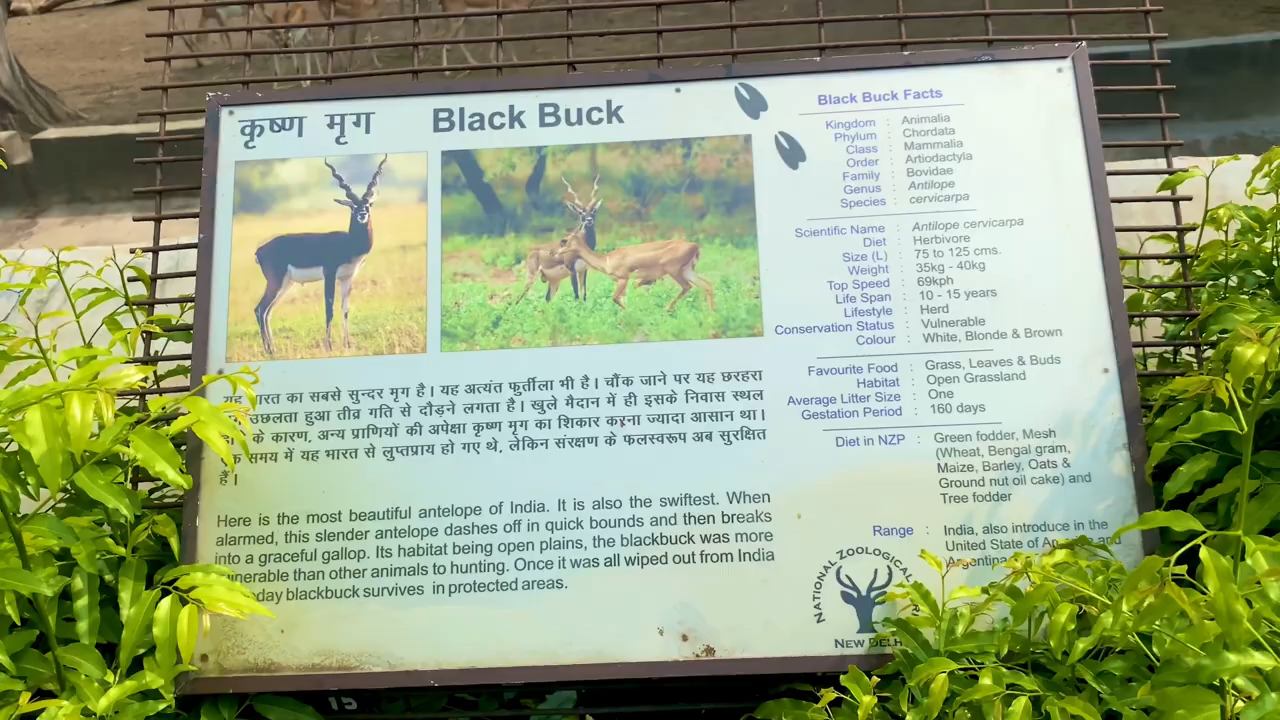 कृष्ण मृग
Black Buck
यह भारत का सबसे सुन्दर मृग है। यह अत्यंत फुर्तीला भी है। चौंक जाने पर यह छरहरा
उछलता हुआ तीव्र गति से दौड़ने लगता है। खुले मैदान में ही इसके निवास स्थल
के कारण, अन्य प्राणियों की अपेक्षा कृष्ण मृग का शिकार करना ज्यादा आसान था।
समय में यह भारत से लुप्तप्राय हो गए थे, लेकिन संरक्षण के फलस्वरूप अब सुरक्षित
हैं।
Here is the most beautiful antelope of India. It is also the swiftest. When
alarmed, this slender antelope dashes off in quick bounds and then breaks
into a graceful gallop. Its habitat being open plains, the blackbuck was more
vulnerable than other animals to hunting. Once it was all wiped out from India
blackbuck survives in protected areas.
Black Buck Facts
Kingdom : Animalia
Phylum : Chordata
Class : Mammalia
Order : Artiodactyla
Family : Bovidae
Genus : Antilope
Species : cervicarpa
Scientific Name : Antilope cervicarpa
Diet : Herbivore
Size (L) : 75 to 125 cms.
Weight : 35kg - 40kg
Top Speed : 69kph
Life Span : 10 - 15 years
Lifestyle : Herd
Conservation Status : Vulnerable
Colour : White, Blonde & Brown
Favourite Food : Grass, Leaves & Buds
Habitat : Open Grassland
Average Litter Size : One
Gestation Period : 160 days
Diet in NZP : Green fodder, Mesh
(Wheat, Bengal gram,
Maize, Barley, Oats &
Ground nut oil cake) and
Tree fodder
Range : India, also introduce in the
United State of America and
Argentina
NATIONAL ZOOLOGICAL
NEW DELHI
15